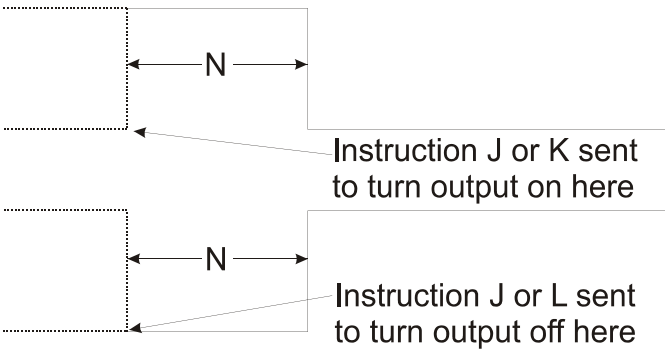 N
Instruction J or K sent
to turn output on here
N
Instruction J or L sent
to turn output off here